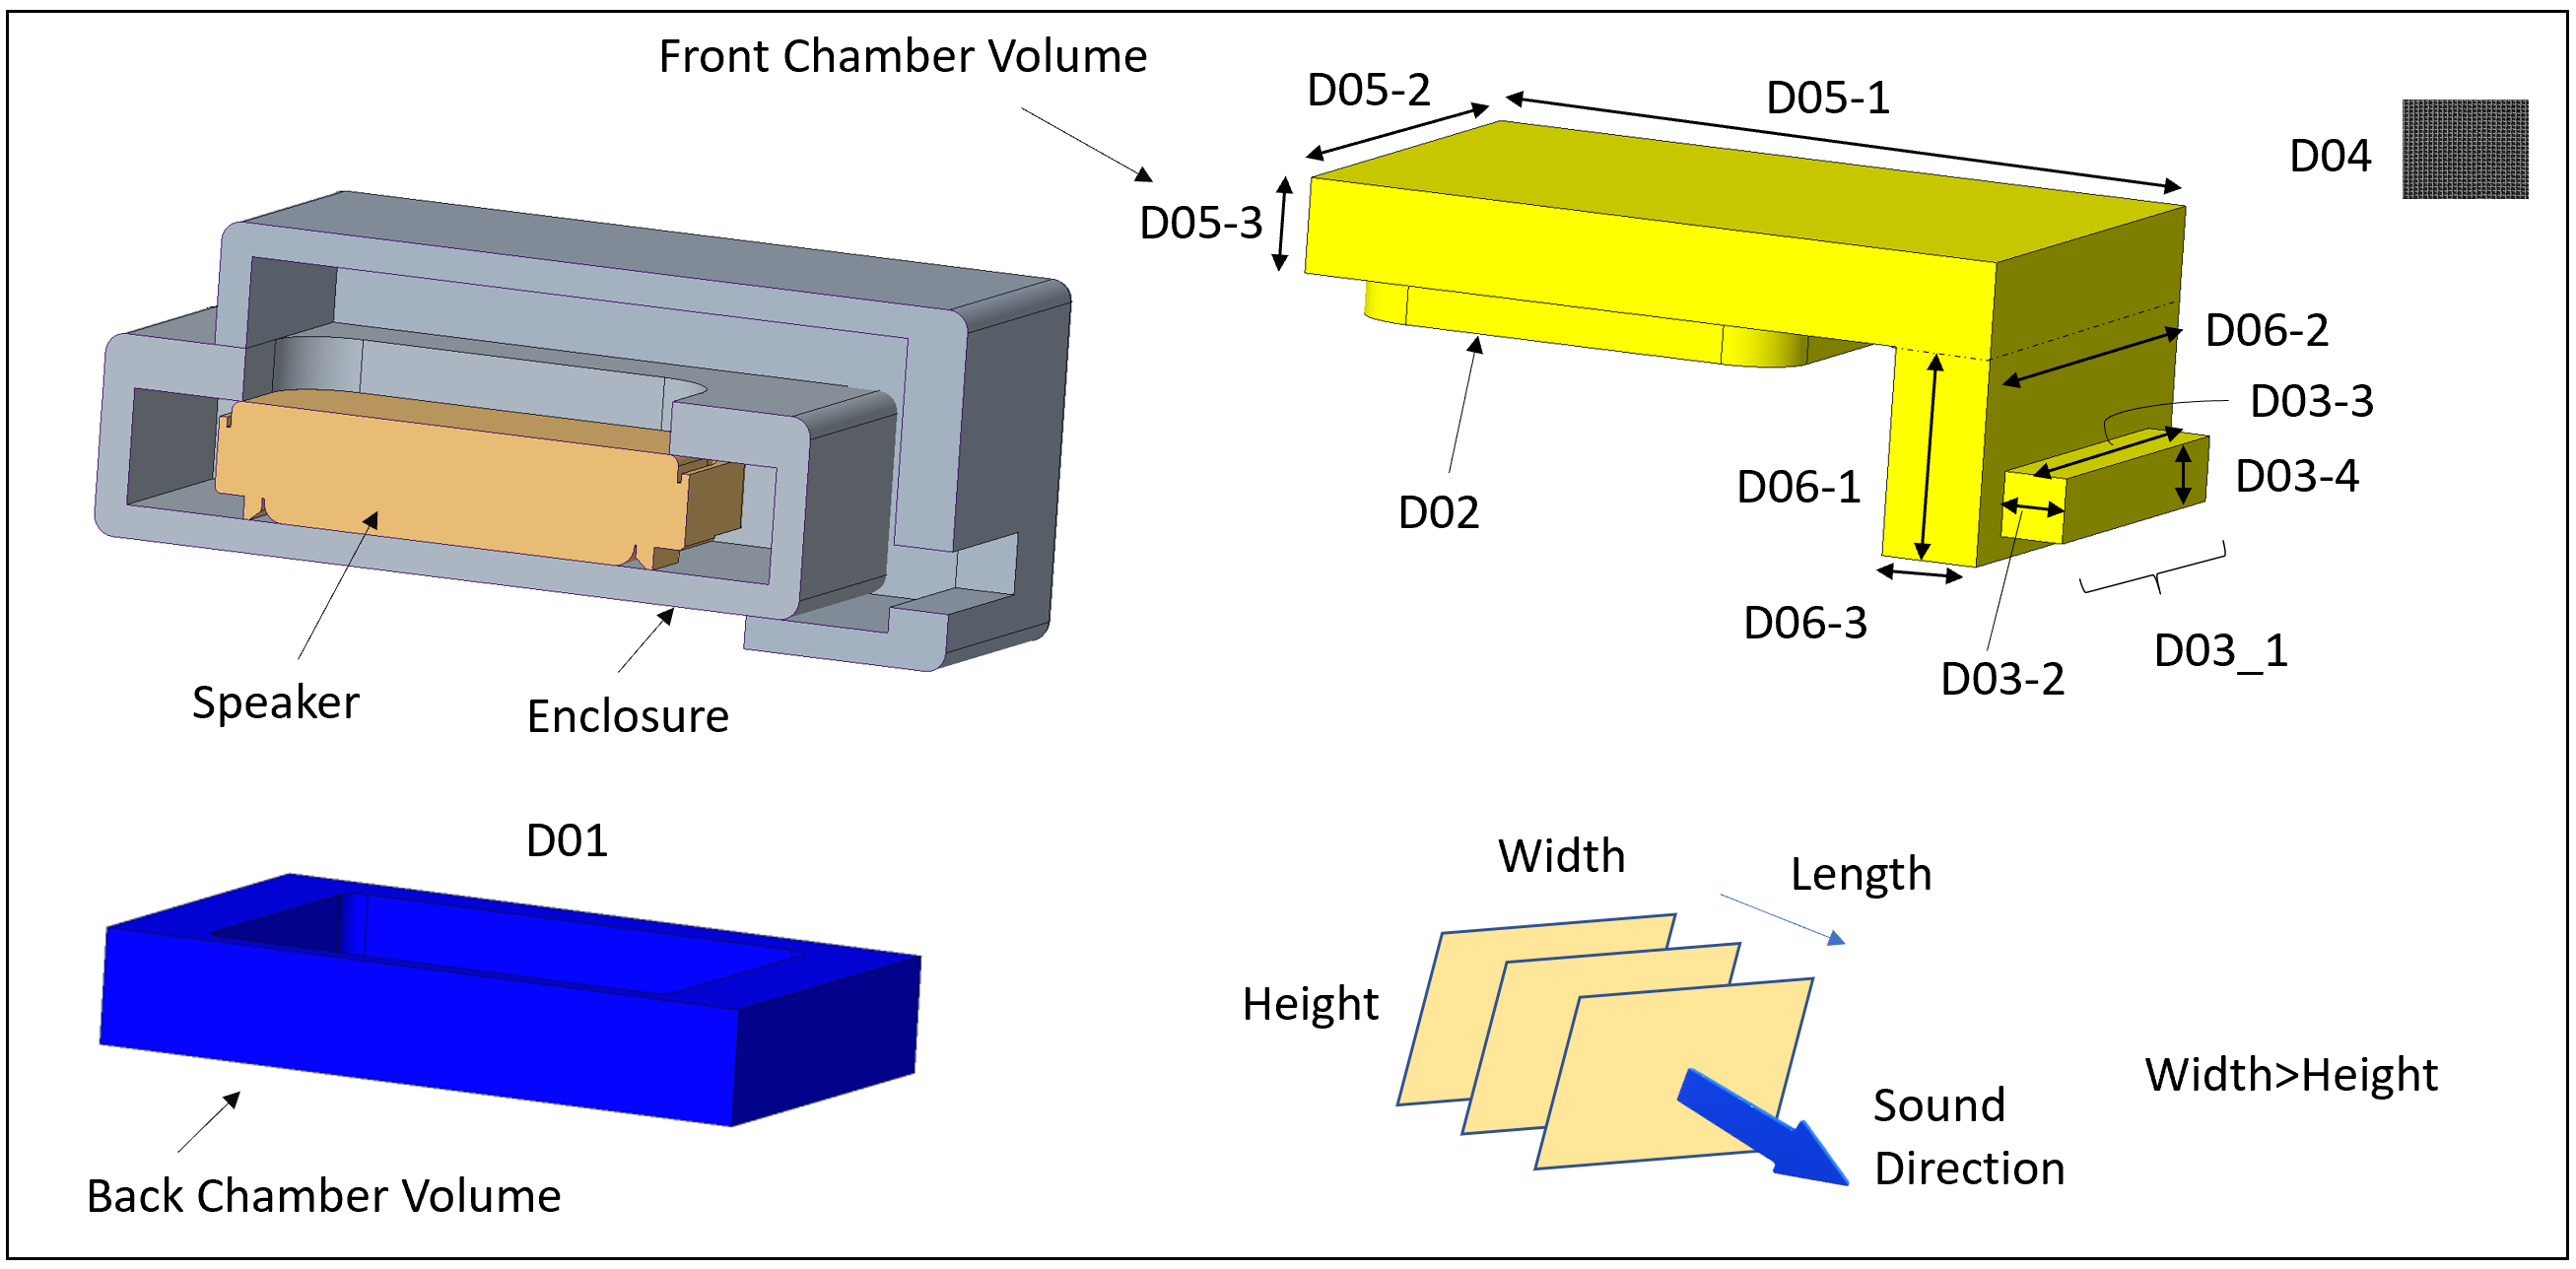 Front Chamber Volume
D05-2
D05-1
D04
D05-3
D06-2
D03-3
D06-1
D03-4
D02
D06-3
D03-2
D03_1
Speaker
Enclosure
D01
Width
Length
Height
Width>Height
Sound
Direction
Back Chamber Volume